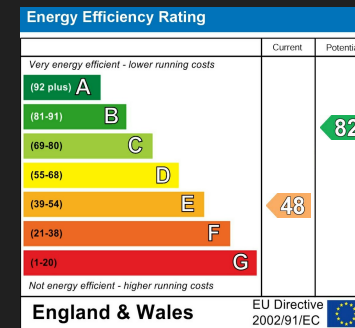 Energy Efficiency Rating
Current Potentia
Very energy efficient - lower running costs
(92 plus) A
(81-91) B
82
(69-80) C
(55-68) D
(39-54) E
48
(21-38) F
(1-20) G
Not energy efficient - higher running costs
England & Wales
EU Directive
2002/91/EC